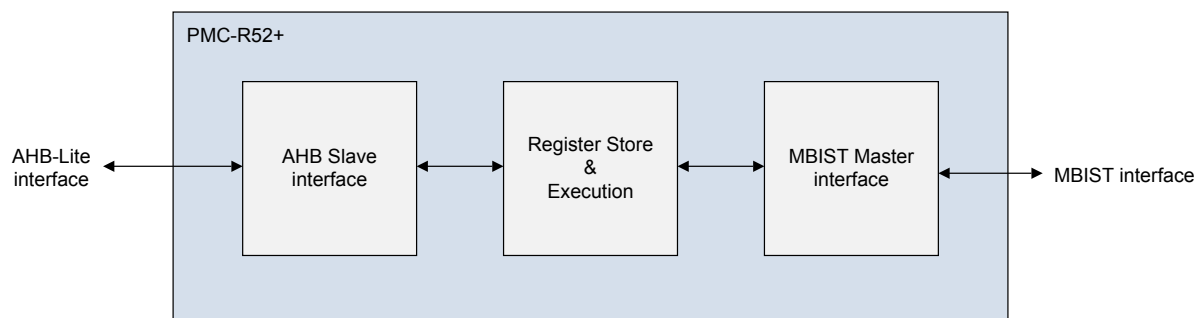 PMC-R52+
AHB-Lite
interface
AHB Slave
interface
Register Store
&
Execution
MBIST Master
interface
MBIST interface